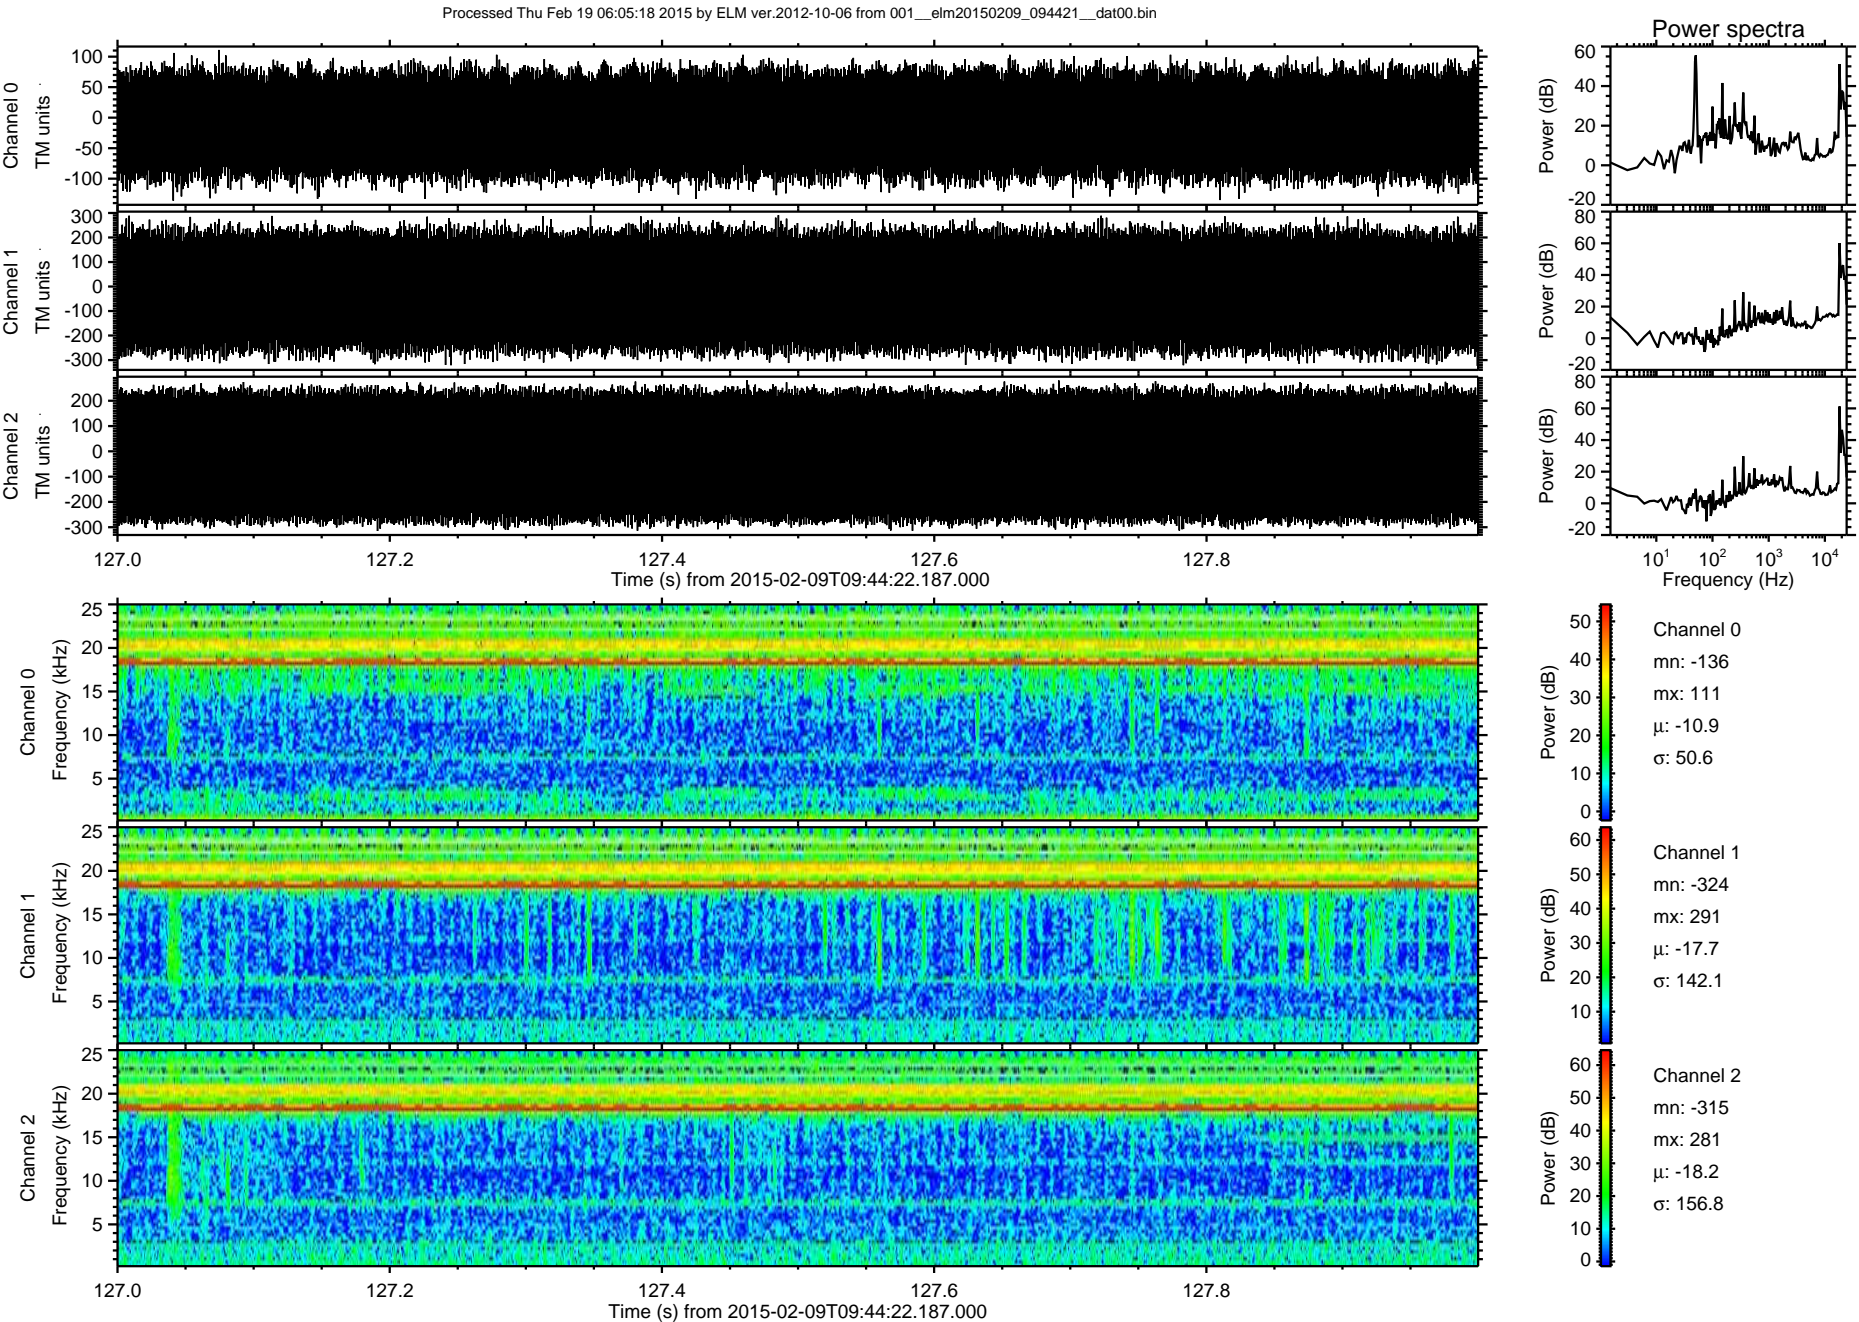 Processed Thu Feb 19 06:05:18 2015 by ELM ver.2012-10-06 from 001__elm20150209_094421__dat00.bin
Power spectra
Channel 0
TM units
100
50
0
-50
-100
Power (dB)
60
40
20
0
-20
Channel 1
TM units
300
200
100
0
-100
-200
-300
Power (dB)
80
60
40
20
0
-20
Channel 2
TM units
200
100
0
-100
-200
-300
Power (dB)
80
60
40
20
0
-20
127.0 127.2 127.4 127.6 127.8
Time (s) from 2015-02-09T09:44:22.187.000
10¹ 10² 10³ 10⁴
Frequency (Hz)
Channel 0
Frequency (kHz)
25
20
15
10
5
Power (dB)
50
40
30
20
10
0
Channel 0
mn: -136
mx: 111
μ: -10.9
σ: 50.6
Channel 1
Frequency (kHz)
25
20
15
10
5
Power (dB)
60
50
40
30
20
10
Channel 1
mn: -324
mx: 291
μ: -17.7
σ: 142.1
Channel 2
Frequency (kHz)
25
20
15
10
5
Power (dB)
60
50
40
30
20
10
0
Channel 2
mn: -315
mx: 281
μ: -18.2
σ: 156.8
127.0 127.2 127.4 127.6 127.8
Time (s) from 2015-02-09T09:44:22.187.000